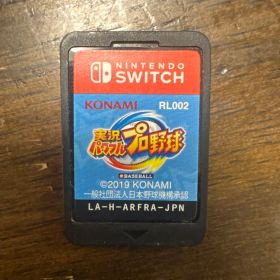 NINTENDO
SWITCH
KONAMI RL002
実況
パワフル
プロ野球
BASEBALL
©2019 KONAMI
一般社団法人日本野球機構承認
LA-H-ARFRA-JPN